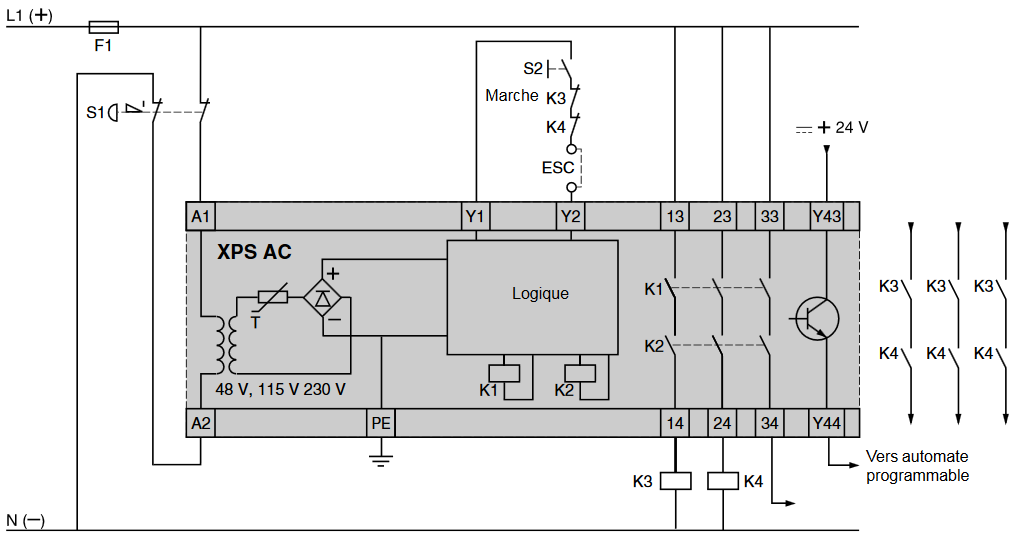 L1 (+)
F1
S1
S2
Marche
K3
K4
ESC
+ 24 V
A1
Y1
Y2
13
23
33
Y43
XPS AC
+
T
−
48 V, 115 V 230 V
Logique
K1
K2
K1
K2
K3
K3
K3
K4
K4
K4
A2
PE
14
24
34
Y44
K3
K4
Vers automate
programmable
N (−)